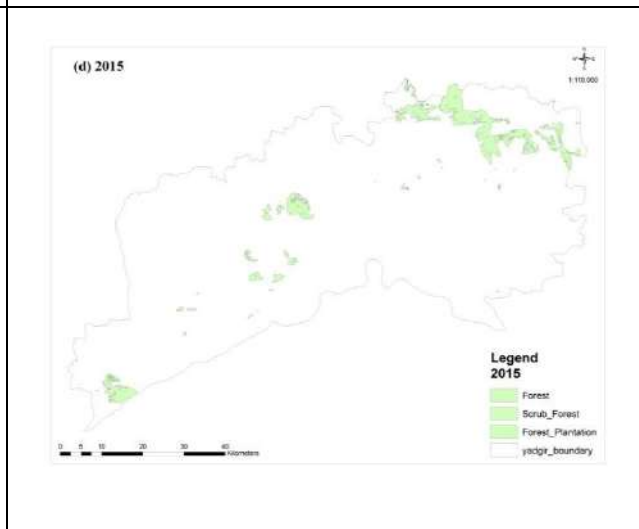 (d) 2015
N
1:110,000
Legend
2015
Forest
Scrub_Forest
Forest_Plantation
yadgir_boundary
0 5 10 20 30 40
Kilometers